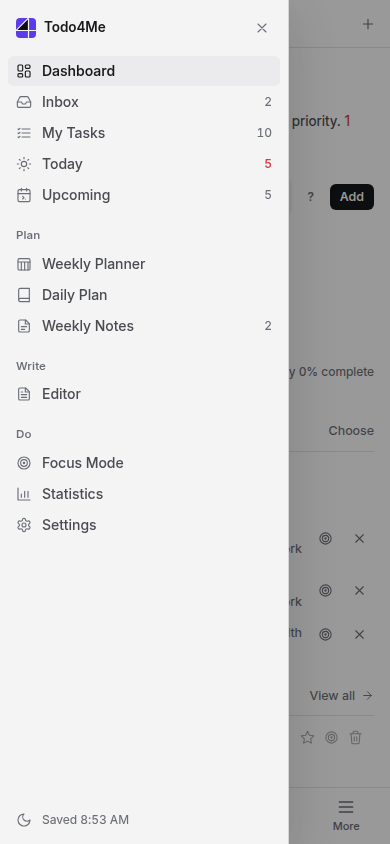 Todo4Me
Dashboard
Inbox 2
My Tasks 10
Today 5
Upcoming 5
Plan
Weekly Planner
Daily Plan
Weekly Notes 2
Write
Editor
Do
Focus Mode
Statistics
Settings
Saved 8:53 AM
priority. 1
? Add
y 0% complete
Choose
rk
rk
lth
View all
More